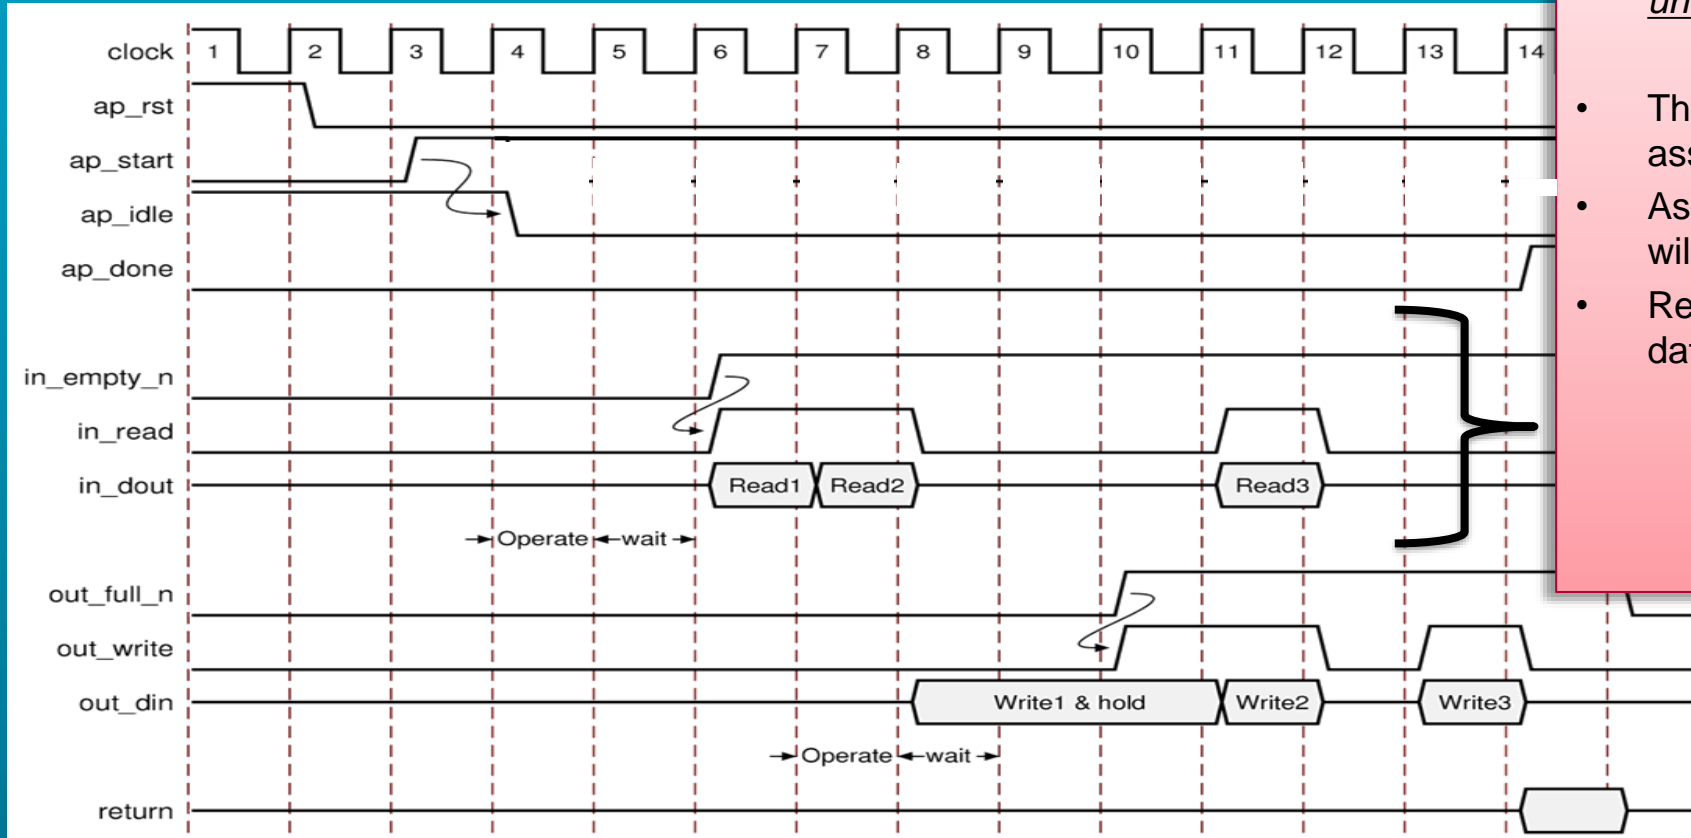 clock 1 2 3 4 5 6 7 8 9 10 11 12 13 14
ap_rst
ap_start
ap_idle
ap_done
in_empty_n
in_read
in_dout Read1 Read2 Read3
Operate wait
out_full_n
out_write
out_din Write1 & hold Write2 Write3
Operate wait
return
• Th
ass
• As
wil
• Re